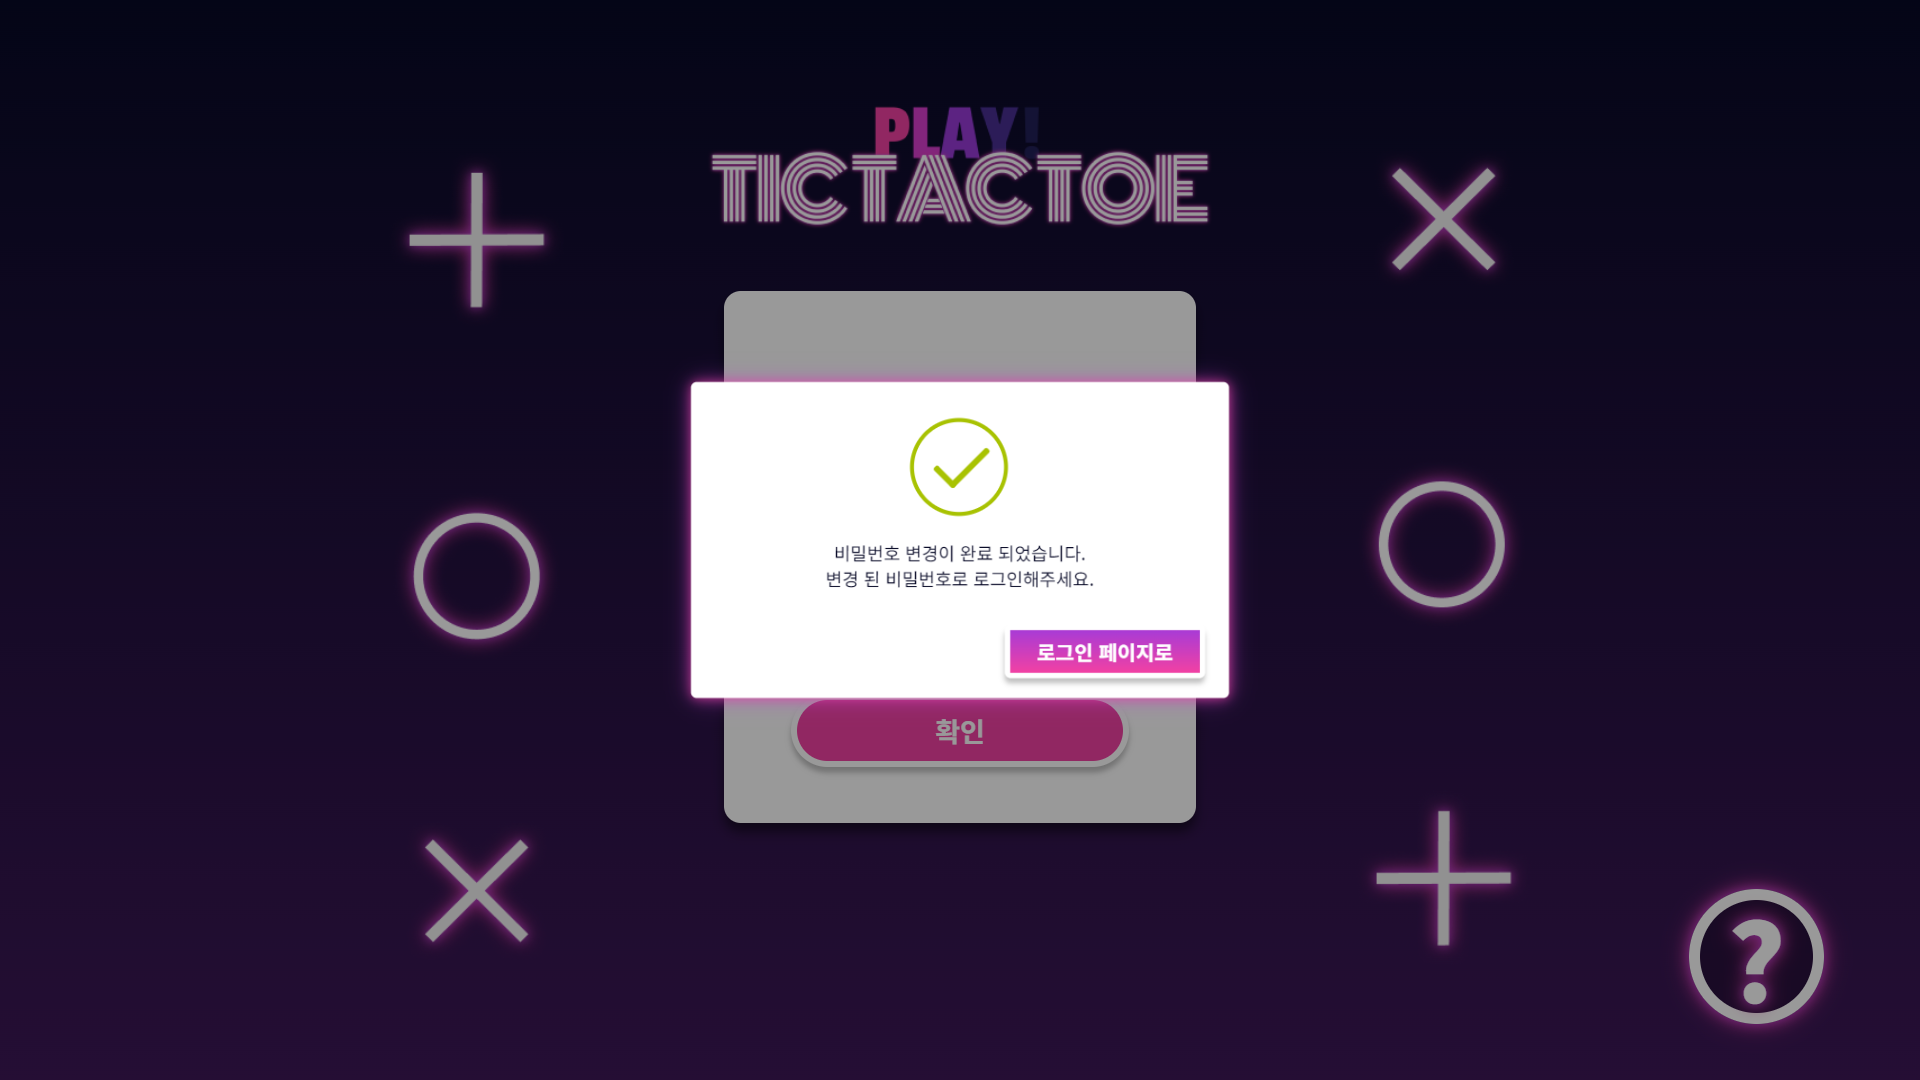 PLAY!
TICTACTOE
비밀번호 변경이 완료 되었습니다.
변경 된 비밀번호로 로그인해주세요.
로그인 페이지로
확인
?